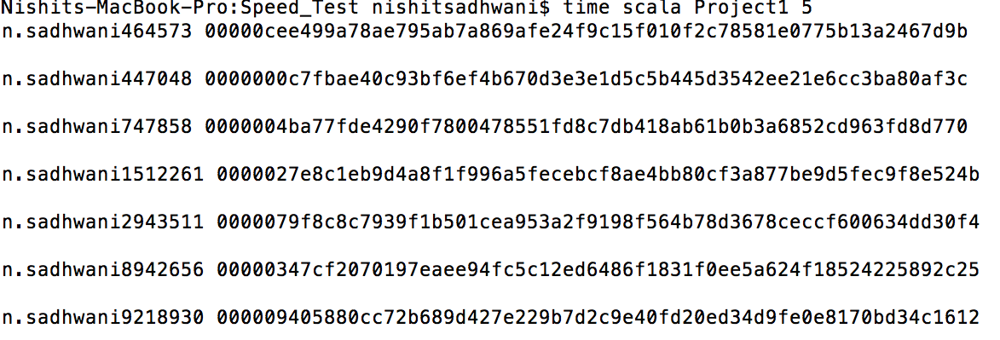 Nishits-MacBook-Pro:Speed_Test nishitsadhwani$ time scala Project1 5
n.sadhwani464573 00000cee499a78ae795ab7a869afe24f9c15f010f2c78581e0775b13a2467d9b
n.sadhwani447048 0000000c7fbae40c93bf6ef4b670d3e3e1d5c5b445d3542ee21e6cc3ba80af3c
n.sadhwani747858 0000004ba77fde4290f7800478551fd8c7db418ab61b0b3a6852cd963fd8d770
n.sadhwani1512261 0000027e8c1eb9d4a8f1f996a5fecebcf8ae4bb80cf3a877be9d5fec9f8e524b
n.sadhwani2943511 0000079f8c8c7939f1b501cea953a2f9198f564b78d3678ceccf600634dd30f4
n.sadhwani8942656 00000347cf2070197eaee94fc5c12ed6486f1831f0ee5a624f18524225892c25
n.sadhwani9218930 000009405880cc72b689d427e229b7d2c9e40fd20ed34d9fe0e8170bd34c1612